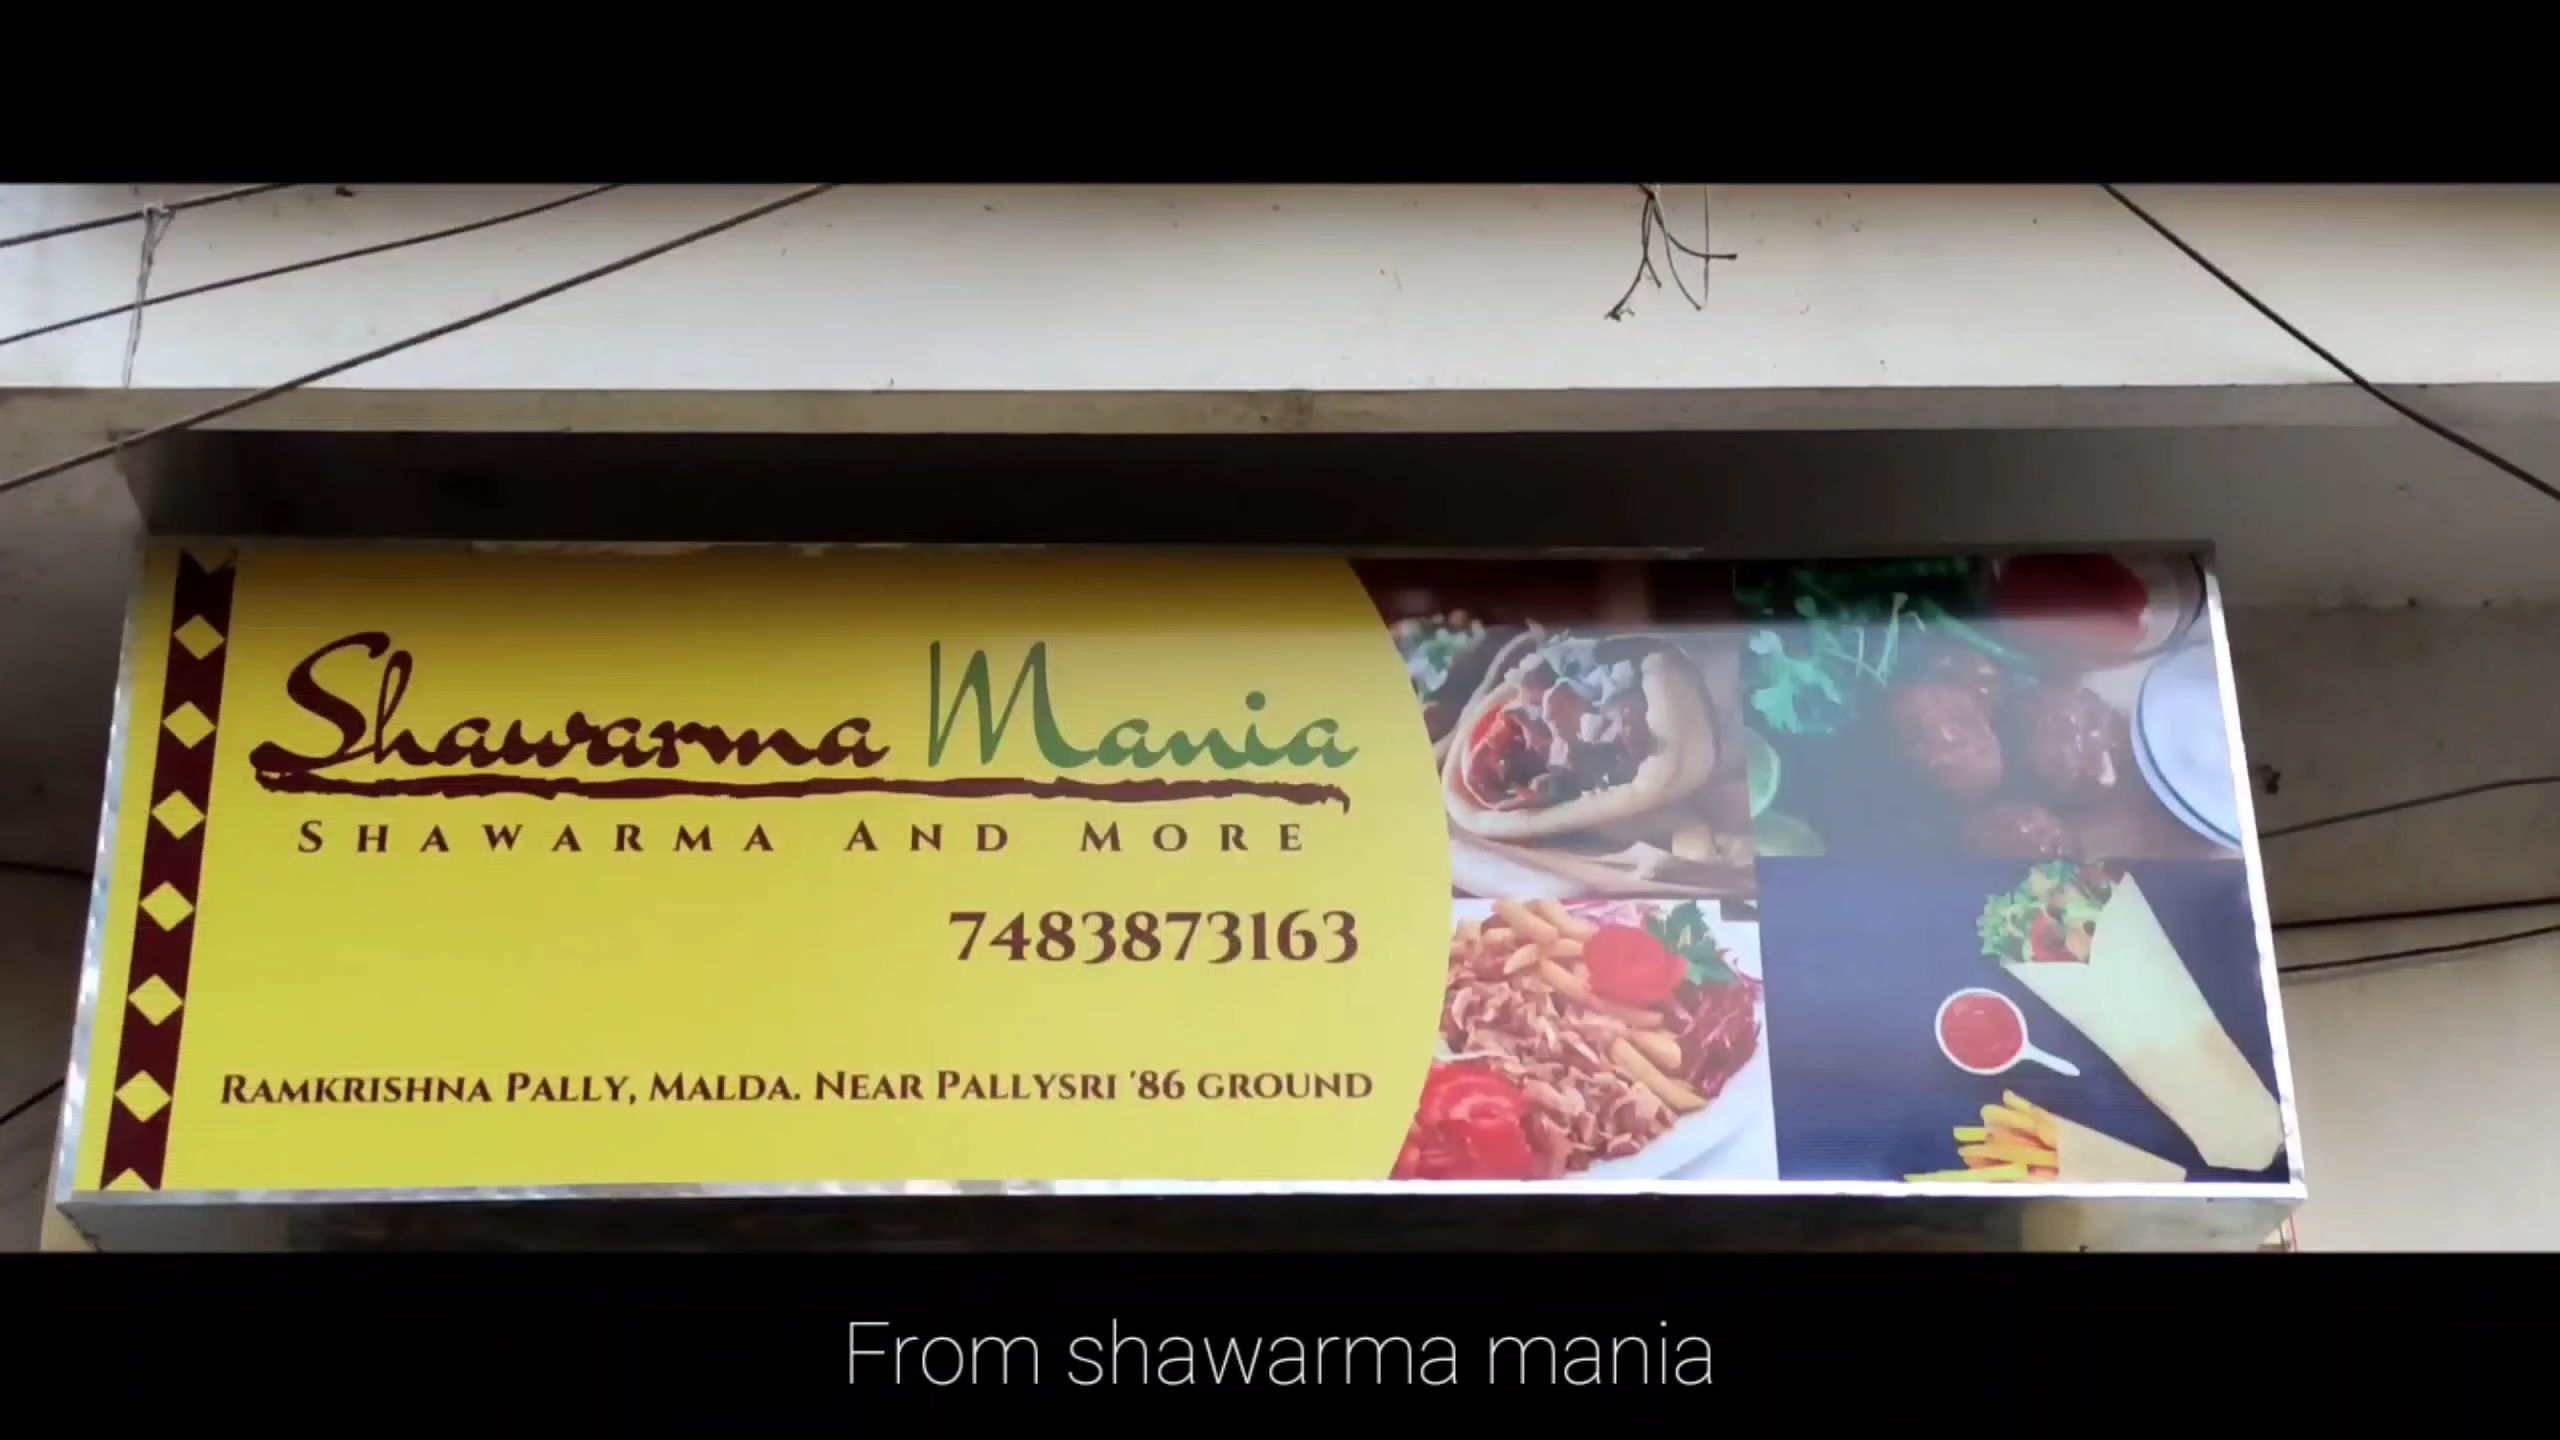 Shawarma Mania
SHAWARMA AND MORE
7483873163
RAMKRISHNA PALLY, MALDA. NEAR PALLYSRI '86 GROUND
From shawarma mania